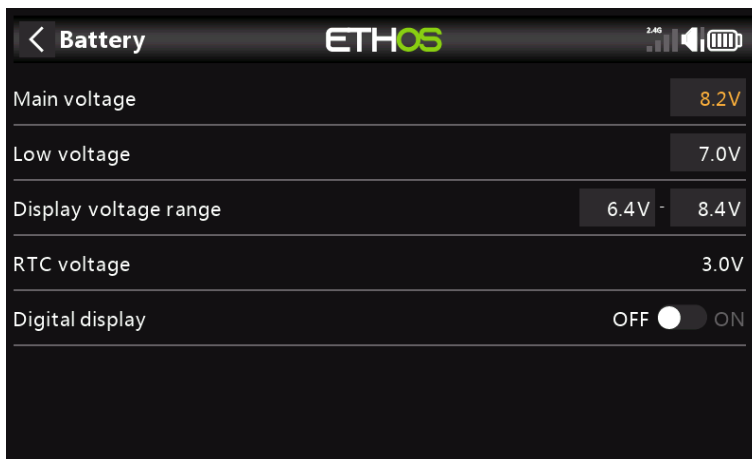 Battery ETHOS 2.4G
Main voltage 8.2V
Low voltage 7.0V
Display voltage range 6.4V - 8.4V
RTC voltage 3.0V
Digital display OFF ON